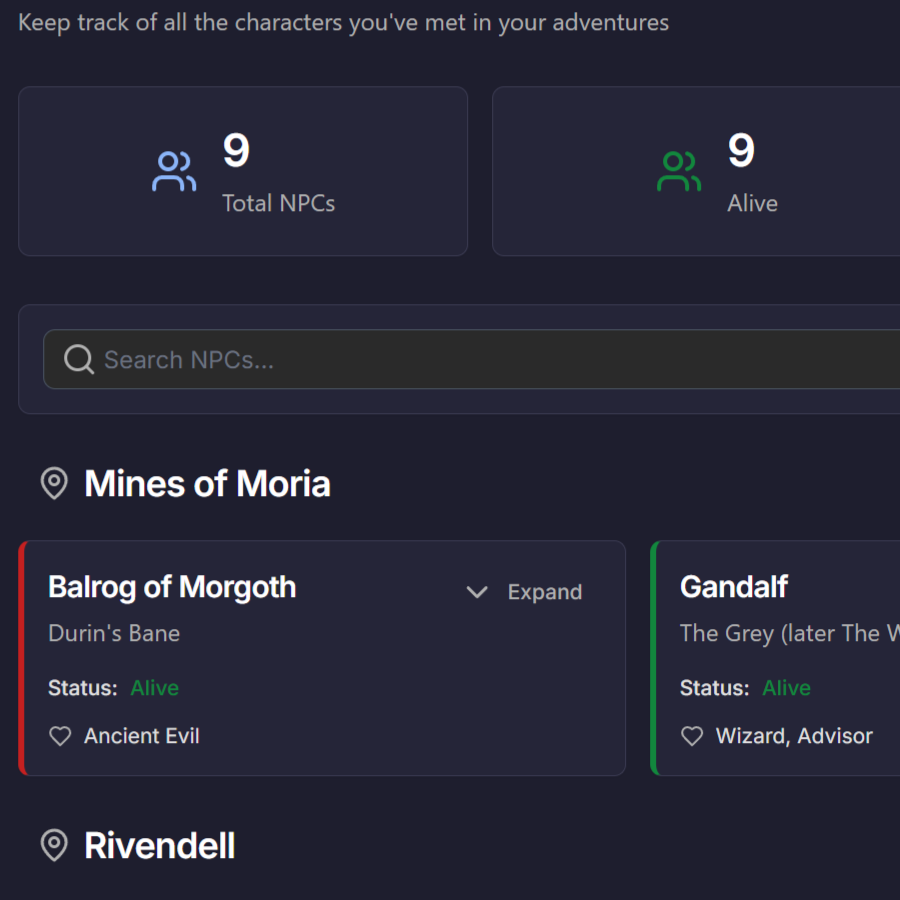 Keep track of all the characters you've met in your adventures
9
Total NPCs
9
Alive
Search NPCs...
Mines of Moria
Balrog of Morgoth
Expand
Durin's Bane
Status: Alive
Ancient Evil
Gandalf
The Grey (later The
Status: Alive
Wizard, Advisor
Rivendell